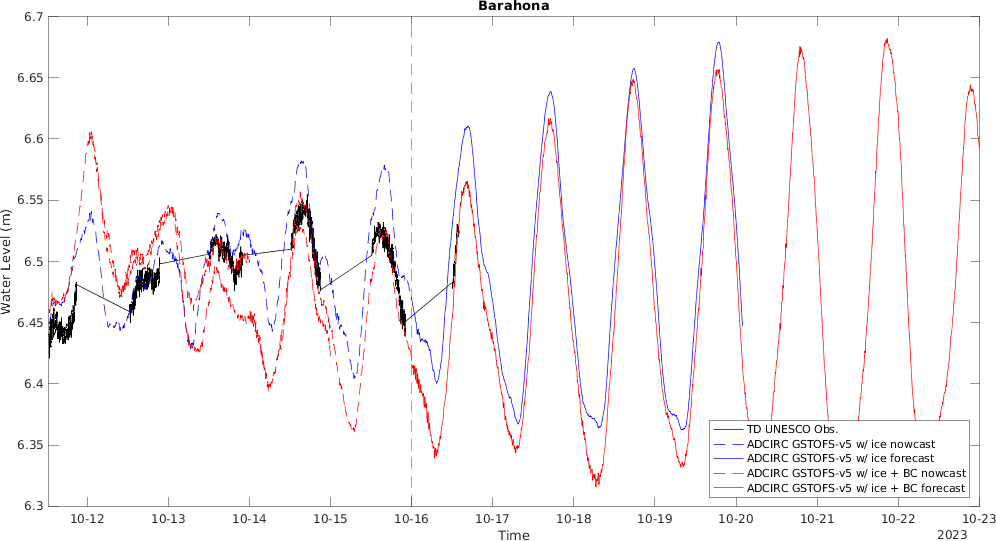 Barahona
6.7
6.65
6.6
6.55
6.5
6.45
6.4
6.35
6.3
Water Level (m)
10-12 10-13 10-14 10-15 10-16 10-17 10-18 10-19 10-20 10-21 10-22 10-23
Time
2023
TD UNESCO Obs.
ADCIRC GSTOFS-v5 w/ ice nowcast
ADCIRC GSTOFS-v5 w/ ice forecast
ADCIRC GSTOFS-v5 w/ ice + BC nowcast
ADCIRC GSTOFS-v5 w/ ice + BC forecast